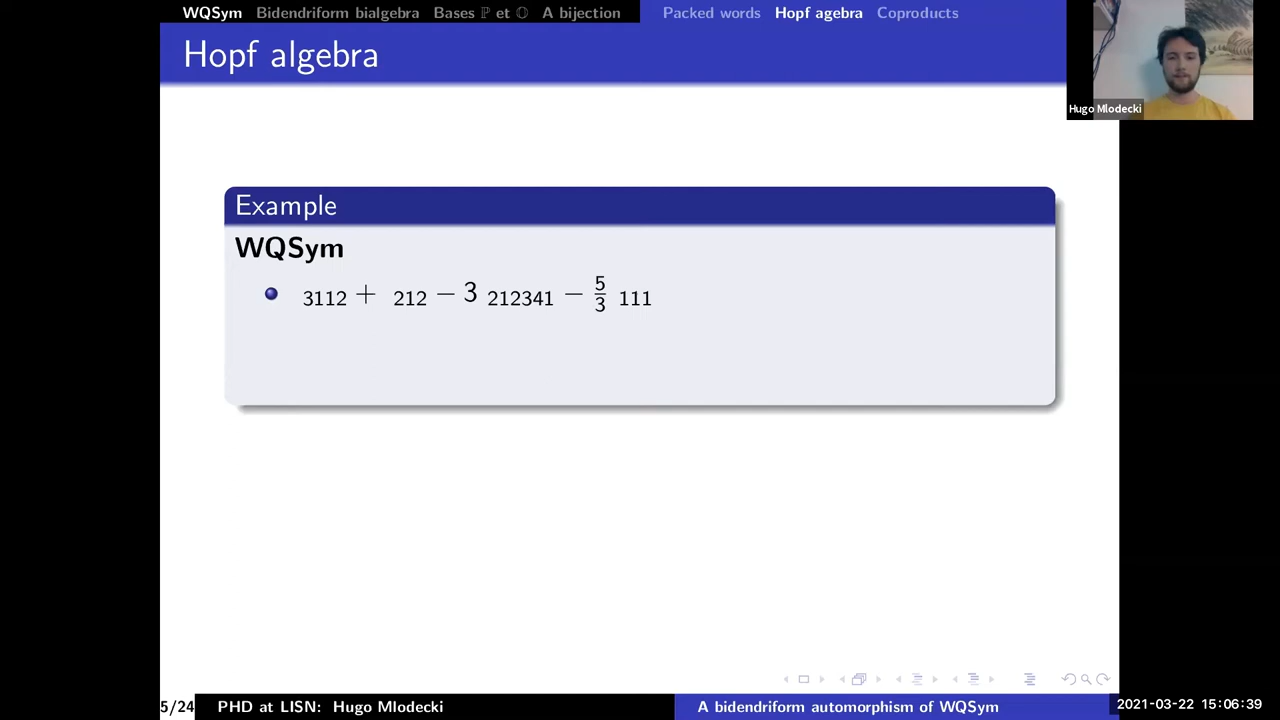 WQSym Bidendriform bialgebra Bases ℙ et 𝕆 A bijection Packed words Hopf agebra Coproducts
Hopf algebra
Hugo Mlodecki
Example
WQSym
3112 + 212 − 3 212341 − 5/3 111
5/24 PHD at LISN: Hugo Mlodecki A bidendriform automorphism of WQSym 2021-03-22 15:06:39